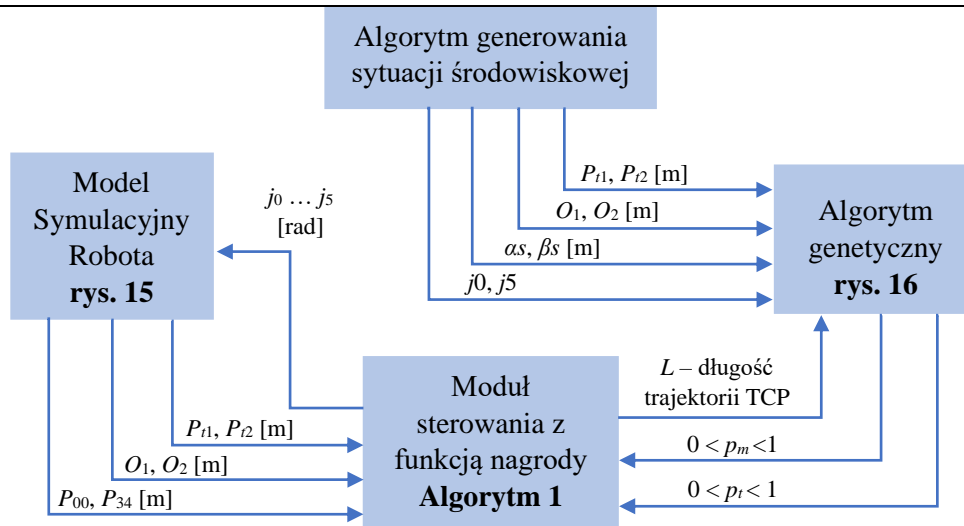 Algorytm generowania
sytuacji środowiskowej
Model
Symulacyjny
Robota
rys. 15
j₀ … j₅
[rad]
Pₜ₁, Pₜ₂ [m]
O₁, O₂ [m]
αs, βs [m]
j0, j5
Algorytm
genetyczny
rys. 16
Pₜ₁, Pₜ₂ [m]
O₁, O₂ [m]
P₀₀, P₃₄ [m]
Moduł
sterowania z
funkcją nagrody
Algorytm 1
L – długość
trajektorii TCP
0 < pₘ <1
0 < pₜ < 1